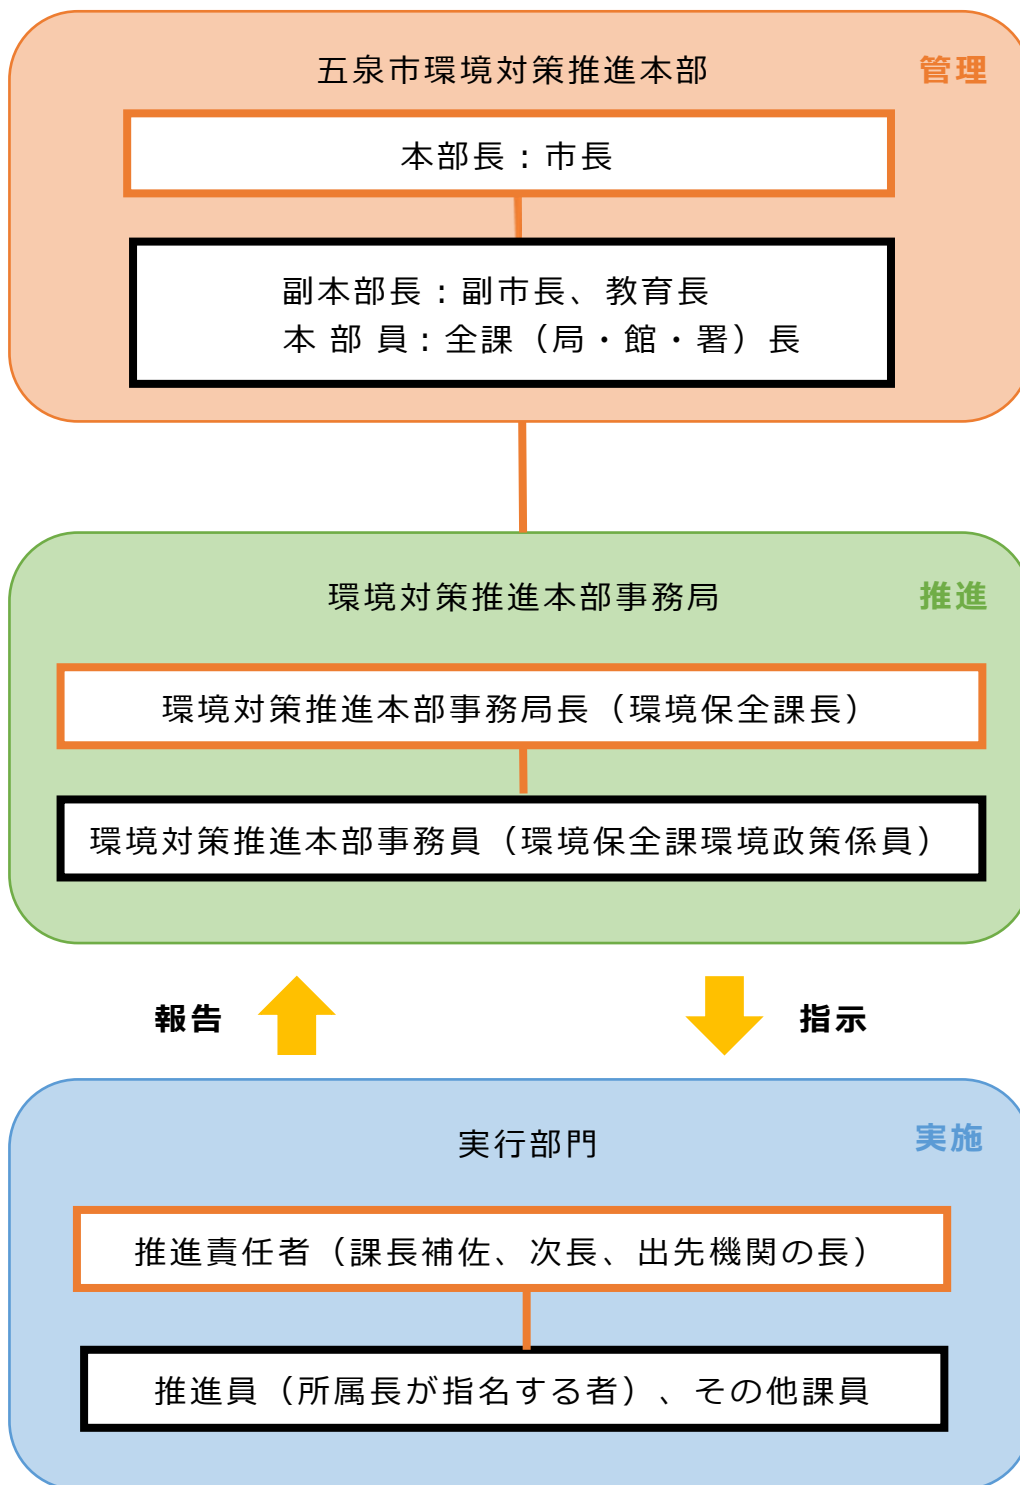 五泉市環境対策推進本部
管理
本部長：市長
副本部長：副市長、教育長
本 部 員：全課（局・館・署）長
環境対策推進本部事務局
推進
環境対策推進本部事務局長（環境保全課長）
環境対策推進本部事務員（環境保全課環境政策係員）
報告
指示
実行部門
実施
推進責任者（課長補佐、次長、出先機関の長）
推進員（所属長が指名する者）、その他課員